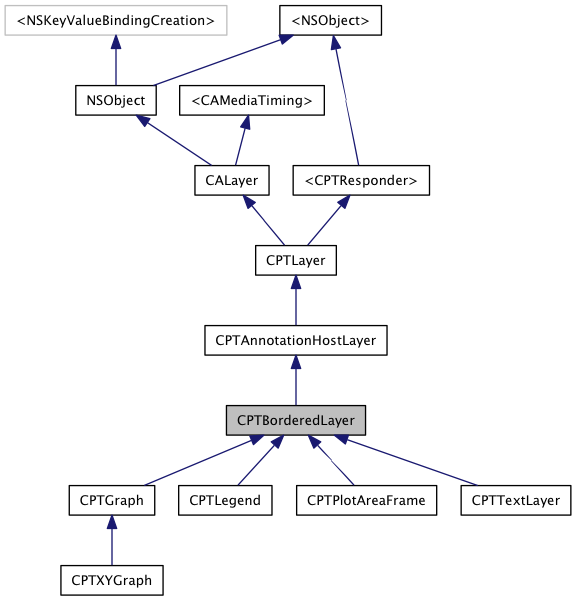 <NSKeyValueBindingCreation>
<NSObject>
NSObject
<CAMediaTiming>
CALayer
<CPTResponder>
CPTLayer
CPTAnnotationHostLayer
CPTBorderedLayer
CPTGraph
CPTLegend
CPTPlotAreaFrame
CPTTextLayer
CPTXYGraph